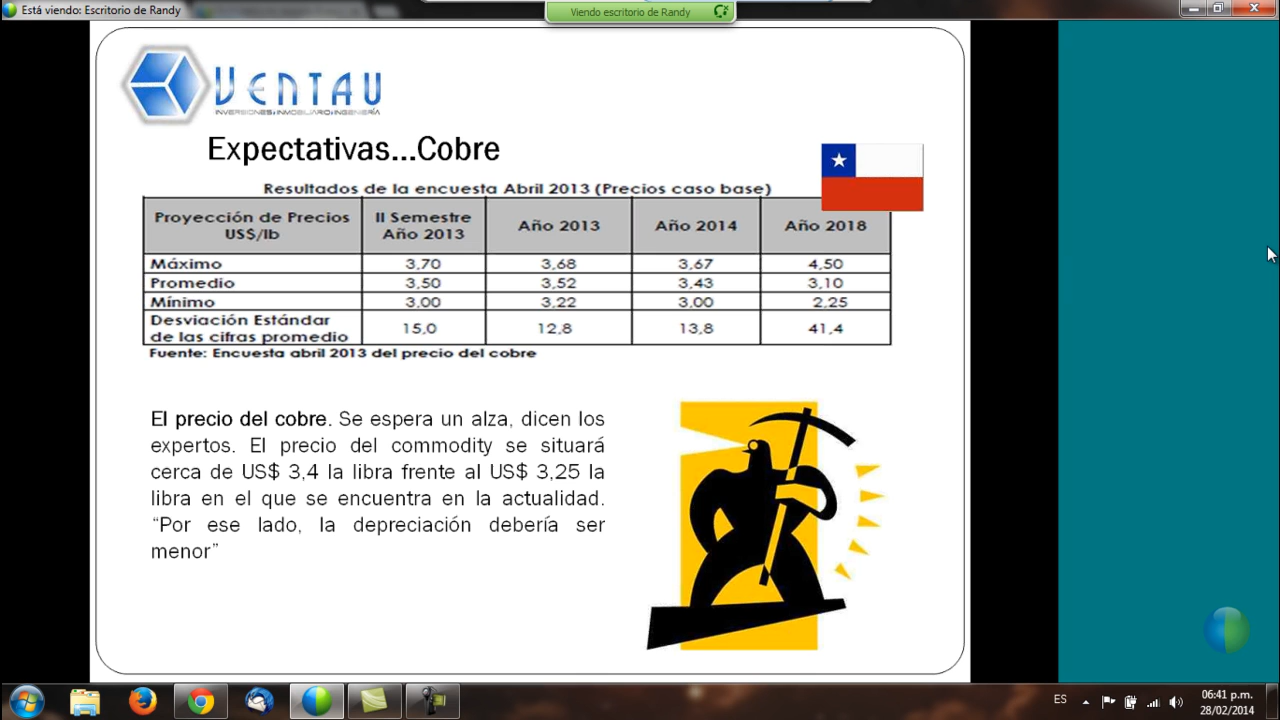 Está viendo: Escritorio de Randy
Viendo escritorio de Randy
VENTAU
INVERSIONES·INMOBILIARIO·INGENIERÍA
Expectativas...Cobre
Resultados de la encuesta Abril 2013 (Precios caso base)
Proyección de Precios US$/lb II Semestre Año 2013 Año 2013 Año 2014 Año 2018
Máximo 3,70 3,68 3,67 4,50
Promedio 3,50 3,52 3,43 3,10
Mínimo 3,00 3,22 3,00 2,25
Desviación Estándar de las cifras promedio 15,0 12,8 13,8 41,4
Fuente: Encuesta abril 2013 del precio del cobre
El precio del cobre. Se espera un alza, dicen los
expertos. El precio del commodity se situará
cerca de US$ 3,4 la libra frente al US$ 3,25 la
libra en el que se encuentra en la actualidad.
“Por ese lado, la depreciación debería ser
menor”
ES
06:41 p.m.
28/02/2014